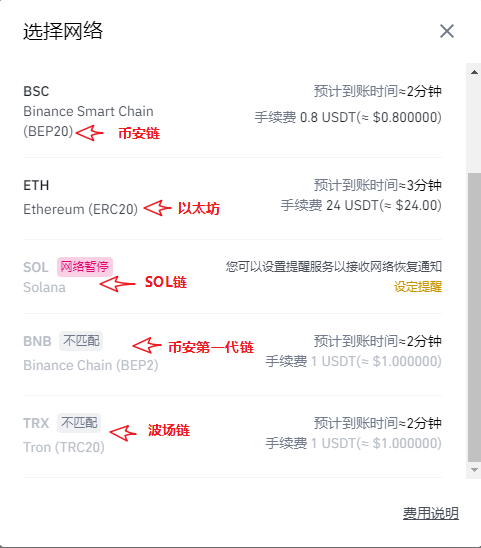 选择网络
BSC 预计到账时间≈2分钟
Binance Smart Chain
手续费 0.8 USDT(≈ $0.800000)
(BEP20) 币安链
ETH 预计到账时间≈3分钟
Ethereum (ERC20) 以太坊 手续费 24 USDT(≈ $24.00)
SOL 网络暂停 您可以设置提醒服务以接收网络恢复通知
Solana SOL链 设定提醒
BNB 不匹配 预计到账时间≈2分钟
币安第一代链
Binance Chain (BEP2) 手续费 1 USDT(≈ $1.000000)
TRX 不匹配 预计到账时间≈2分钟
波场链
Tron (TRC20) 手续费 1 USDT(≈ $1.000000)
费用说明